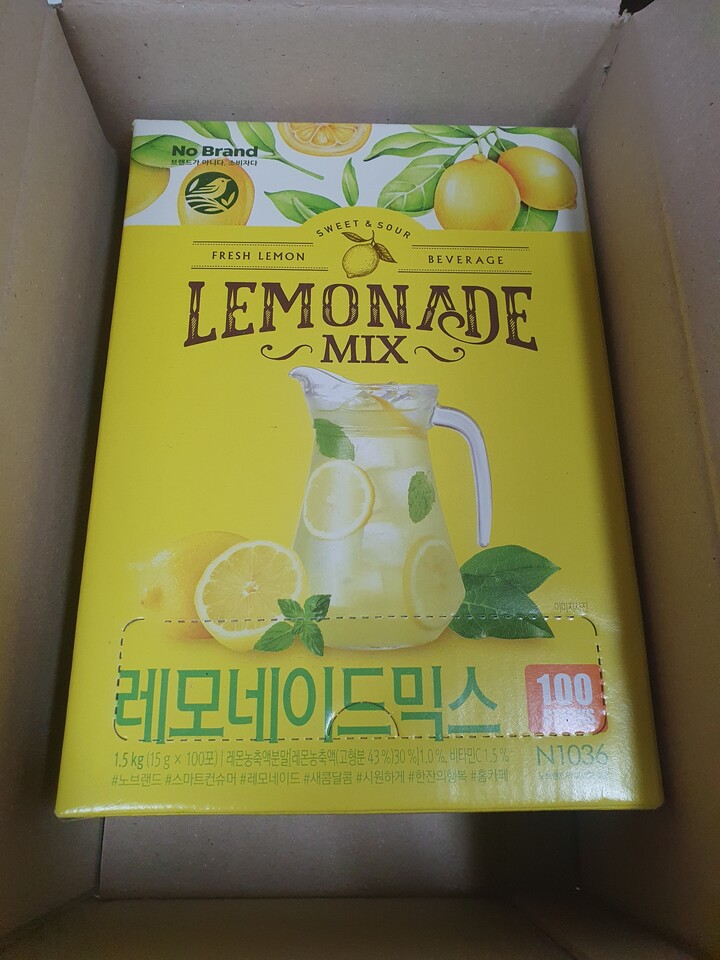 No Brand
브랜드가 아니다. 소비자다
SWEET & SOUR
FRESH LEMON
BEVERAGE
LEMONADE
MIX
이미지사진
레모네이드믹스
100
1.5 kg (15 g × 100포) | 레몬농축액분말[레몬농축액(고형분 43 %)30 %]1.0 %, 비타민C 1.5 %
N1036
#노브랜드 #스마트컨슈머 #레모네이드 #새콤달콤 #시원하게 #한잔의행복 #홈카페